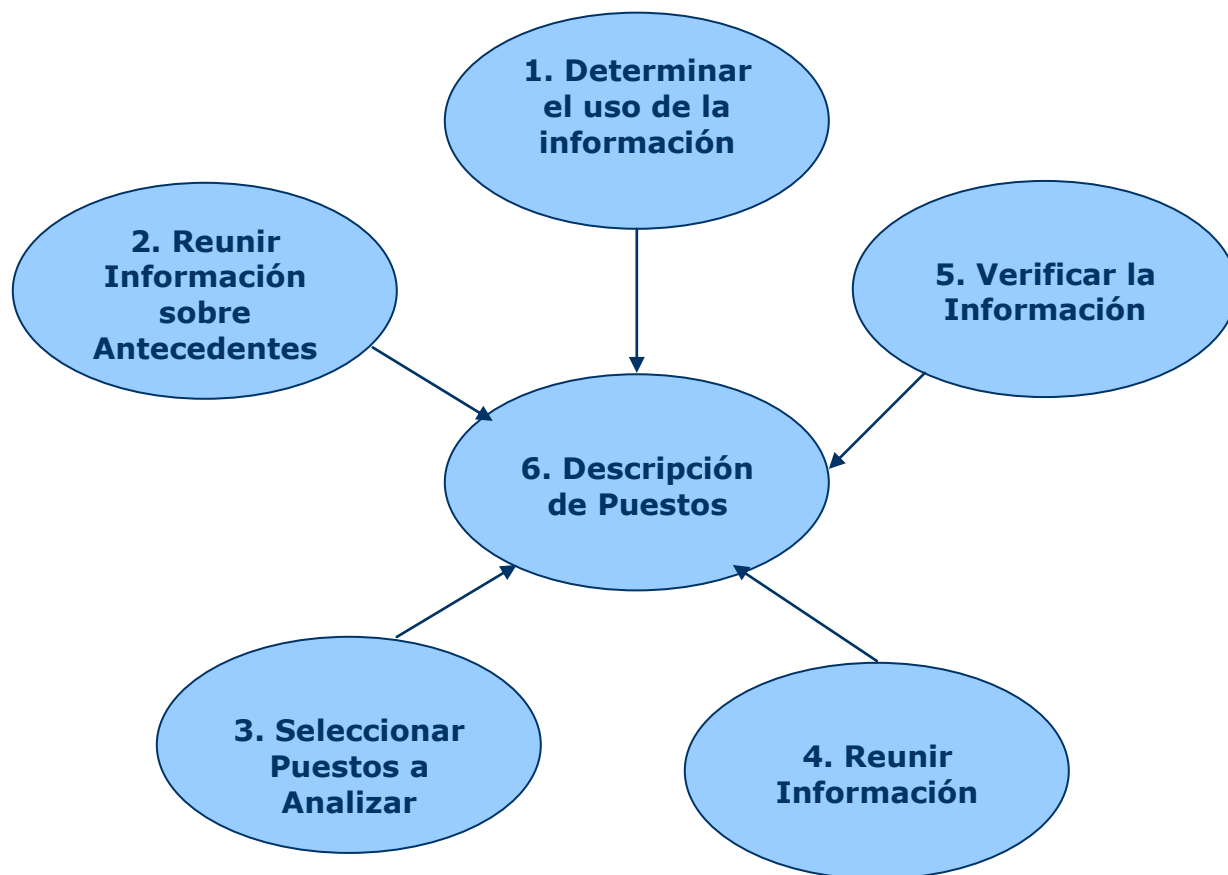 1. Determinar
el uso de la
información
2. Reunir
Información
sobre
Antecedentes
5. Verificar la
Información
6. Descripción
de Puestos
3. Seleccionar
Puestos a
Analizar
4. Reunir
Información